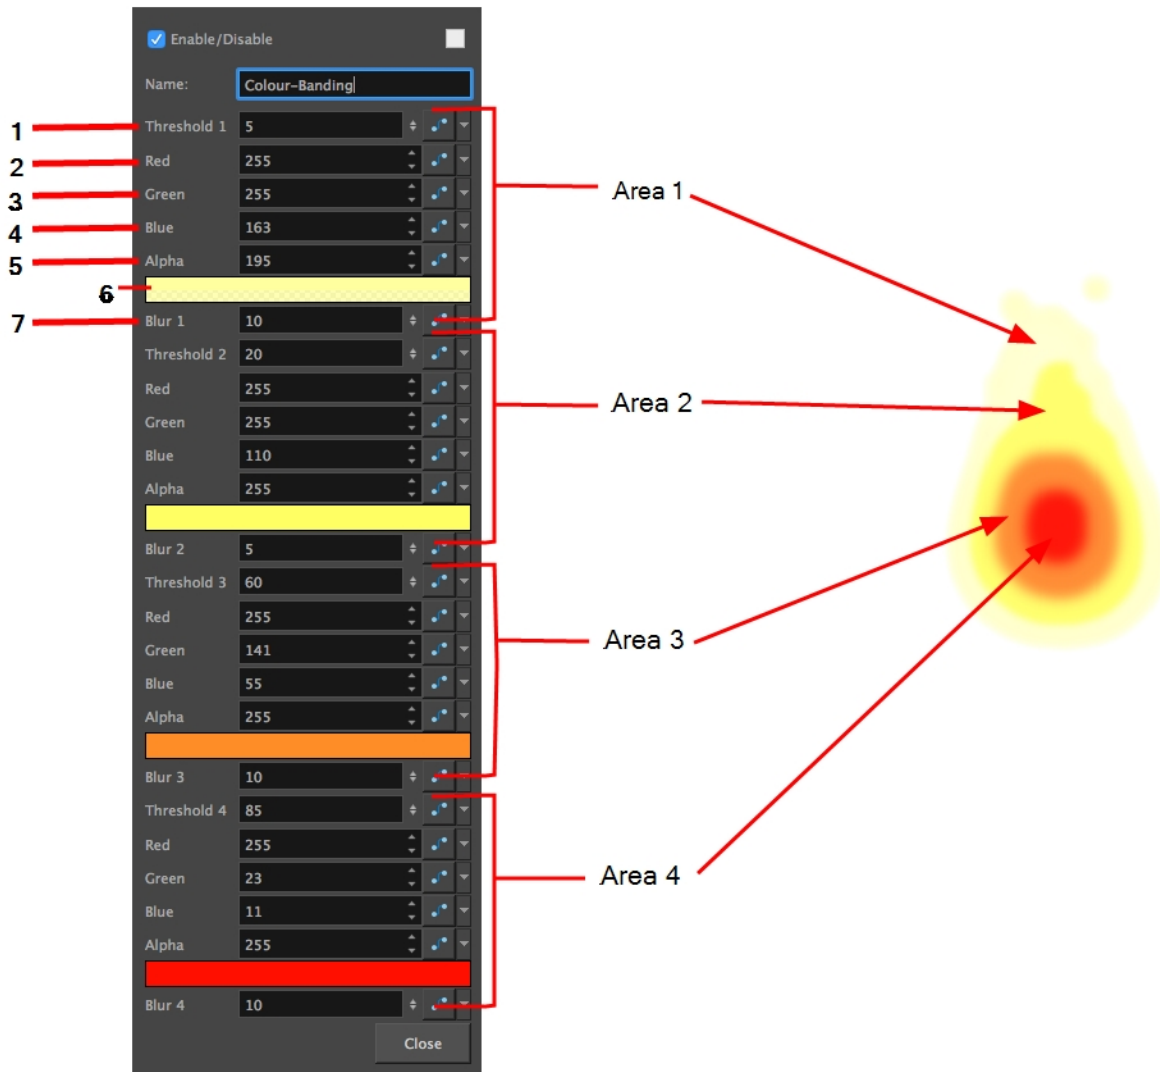 Enable/Disable
Name: Colour-Banding
1 Threshold 1 5
2 Red 255
3 Green 255
4 Blue 163
5 Alpha 195
6
7 Blur 1 10
Area 1
Threshold 2 20
Red 255
Green 255
Blue 110
Alpha 255
Blur 2 5
Area 2
Threshold 3 60
Red 255
Green 141
Blue 55
Alpha 255
Blur 3 10
Area 3
Threshold 4 85
Red 255
Green 23
Blue 11
Alpha 255
Blur 4 10
Area 4
Close